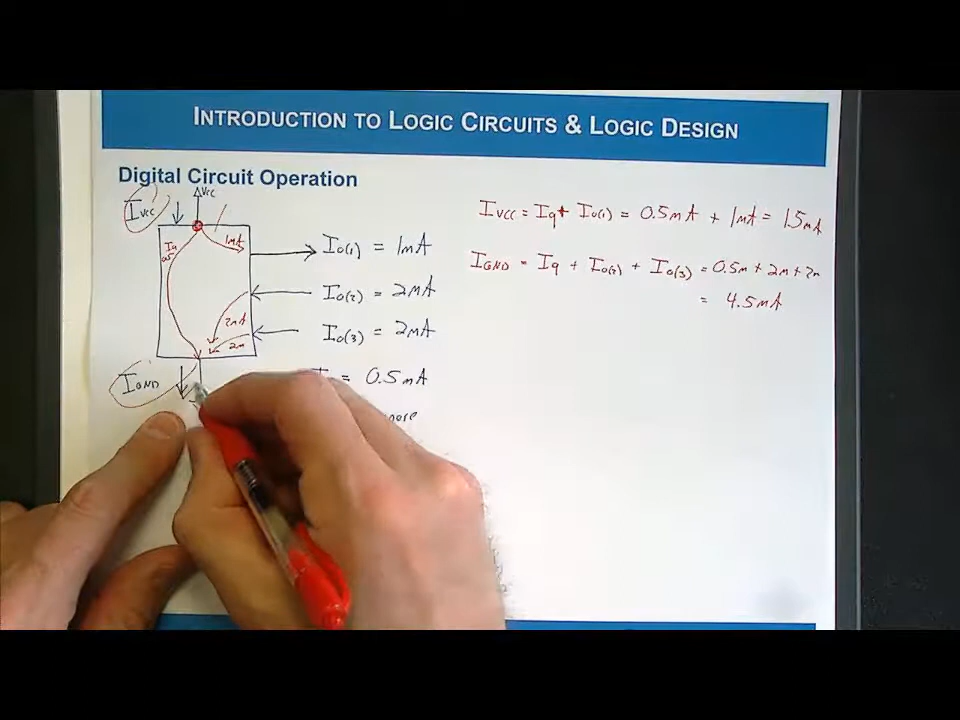 INTRODUCTION TO LOGIC CIRCUITS & LOGIC DESIGN
Digital Circuit Operation
VCC
IVCC
Iq
1mA
IO(1) = 1mA
IO(2) = 2mA
2mA
IO(3) = 2mA
2m
IGND
= 0.5mA
IVCC = Iq + IO(1) = 0.5mA + 1mA = 1.5mA
IGND = Iq + IO(2) + IO(3) = 0.5m + 2m + 2m
= 4.5mA